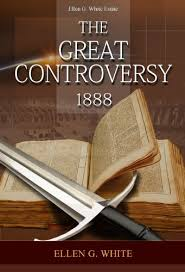 Ellen G. White Estate
THE
GREAT
CONTROVERSY
1888
ELLEN G. WHITE